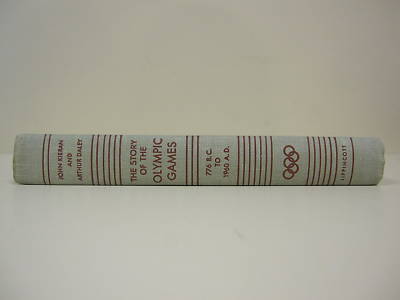 JOHN KIERAN
AND
ARTHUR DALEY
THE STORY
OF THE
OLYMPIC
GAMES
776 B.C.
TO
1960 A.D.
LIPPINCOTT